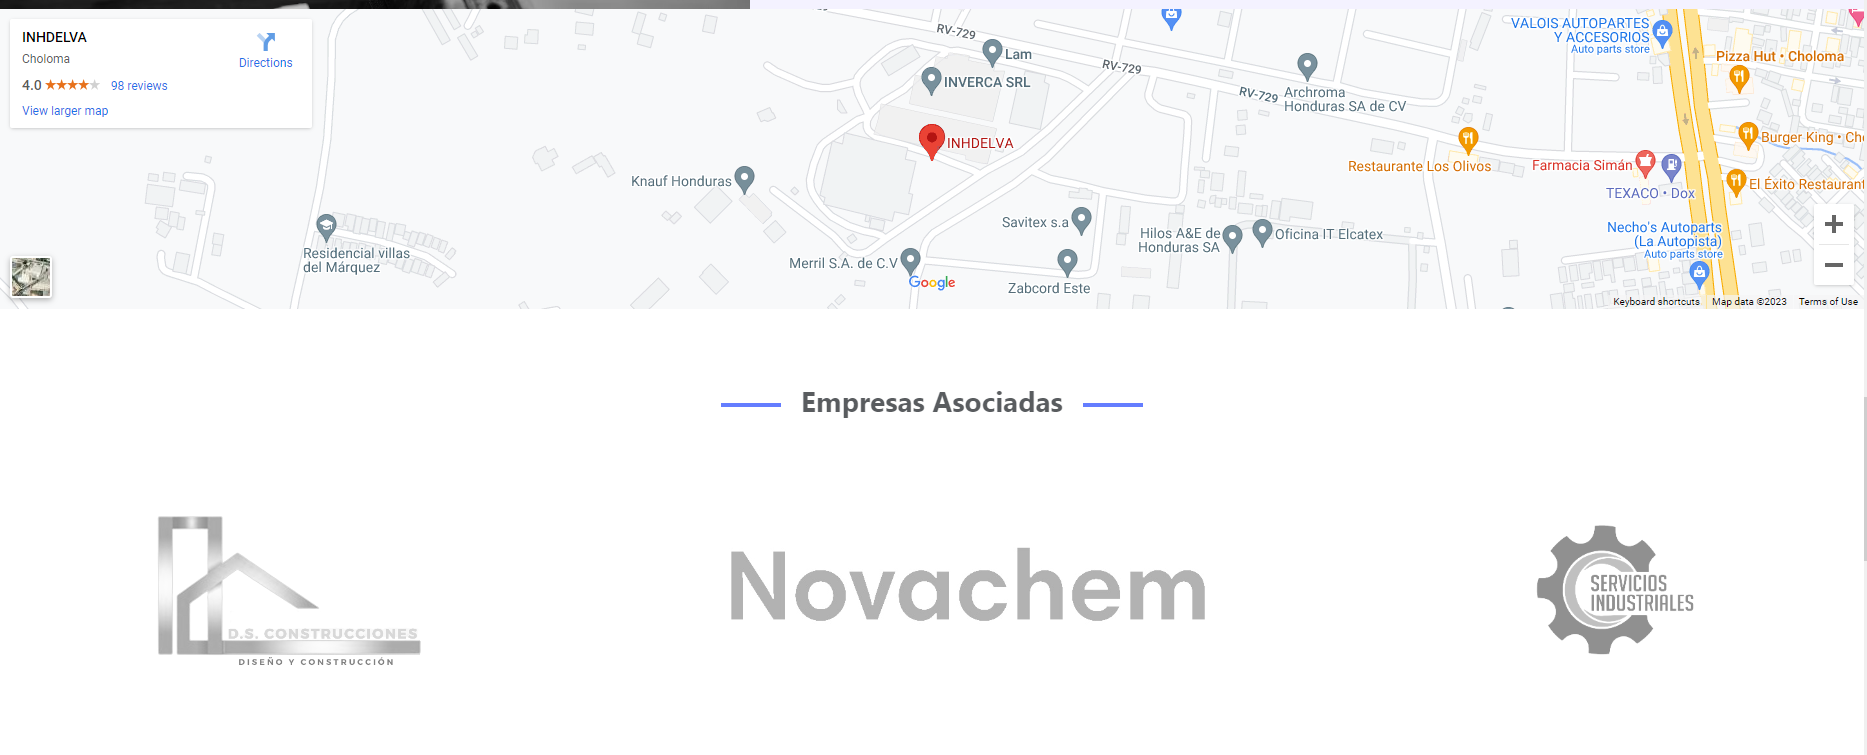 INHDELVA
Choloma
4.0
98 reviews
View larger map
Directions
RV-729
Lam
INVERCA SRL
RV-729
RV-729
Archroma
Honduras SA de CV
VALOIS AUTOPARTES
Y ACCESORIOS
Auto parts store
Pizza Hut • Choloma
INHDELVA
Burger King • Ch
Restaurante Los Olivos
Farmacia Simán
TEXACO • Dox
El Éxito Restaurant
Knauf Honduras
Savitex s.a
Hilos A&E de
Honduras SA
Oficina IT Elcatex
Necho's Autoparts
(La Autopista)
Auto parts store
Residencial villas
del Márquez
Merril S.A. de C.V
Google
Zabcord Este
Keyboard shortcuts
Map data ©2023
Terms of Use
Empresas Asociadas
D.S. CONSTRUCCIONES
DISEÑO Y CONSTRUCCIÓN
Novachem
SERVICIOS
INDUSTRIALES